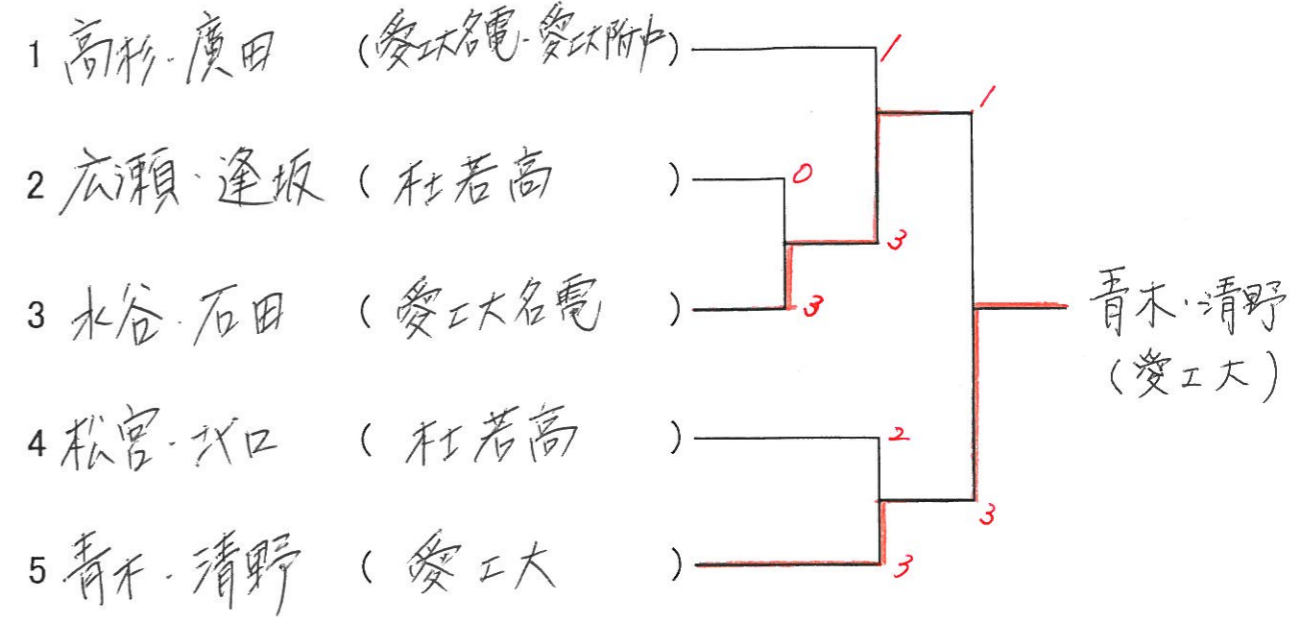 1 高杉・廣田 (愛工大名電・愛工大附中)
1
1
2 広瀬・逢坂 ( 杜若高 )
0
3
3 水谷・石田 ( 愛工大名電 )
3
青木・清野
(愛工大)
4 松宮・ 口 ( 杜若高 )
2
3
5 青木・清野 ( 愛工大 )
3